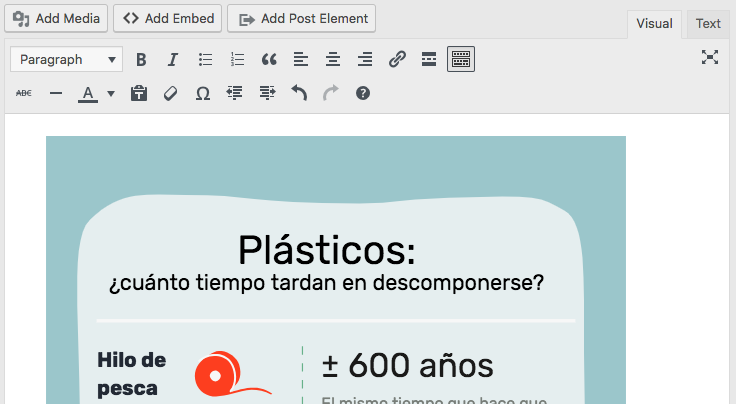 Add Media Add Embed Add Post Element
Visual Text
Paragraph B I
ABC A
Plásticos:
¿cuánto tiempo tardan en descomponerse?
Hilo de
pesca
± 600 años
El mismo tiempo que hace que